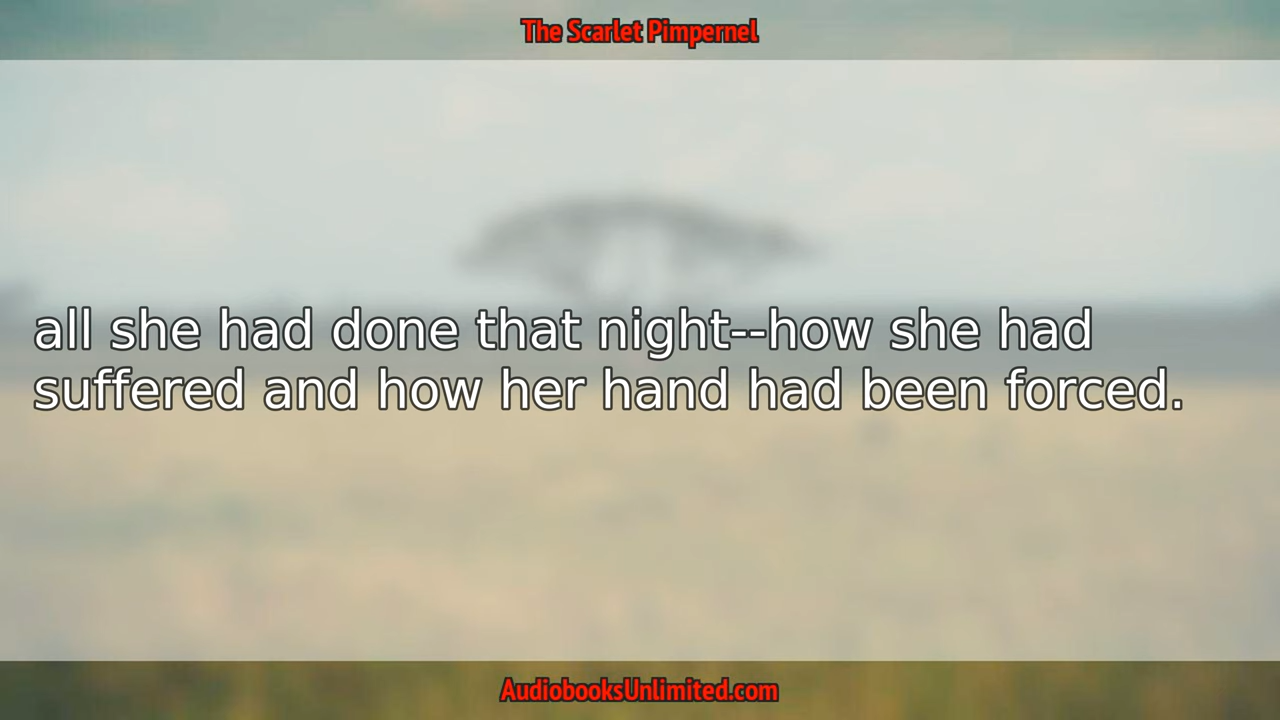 The Scarlet Pimpernel
all she had done that night--how she had
suffered and how her hand had been forced.
AudiobooksUnlimited.com